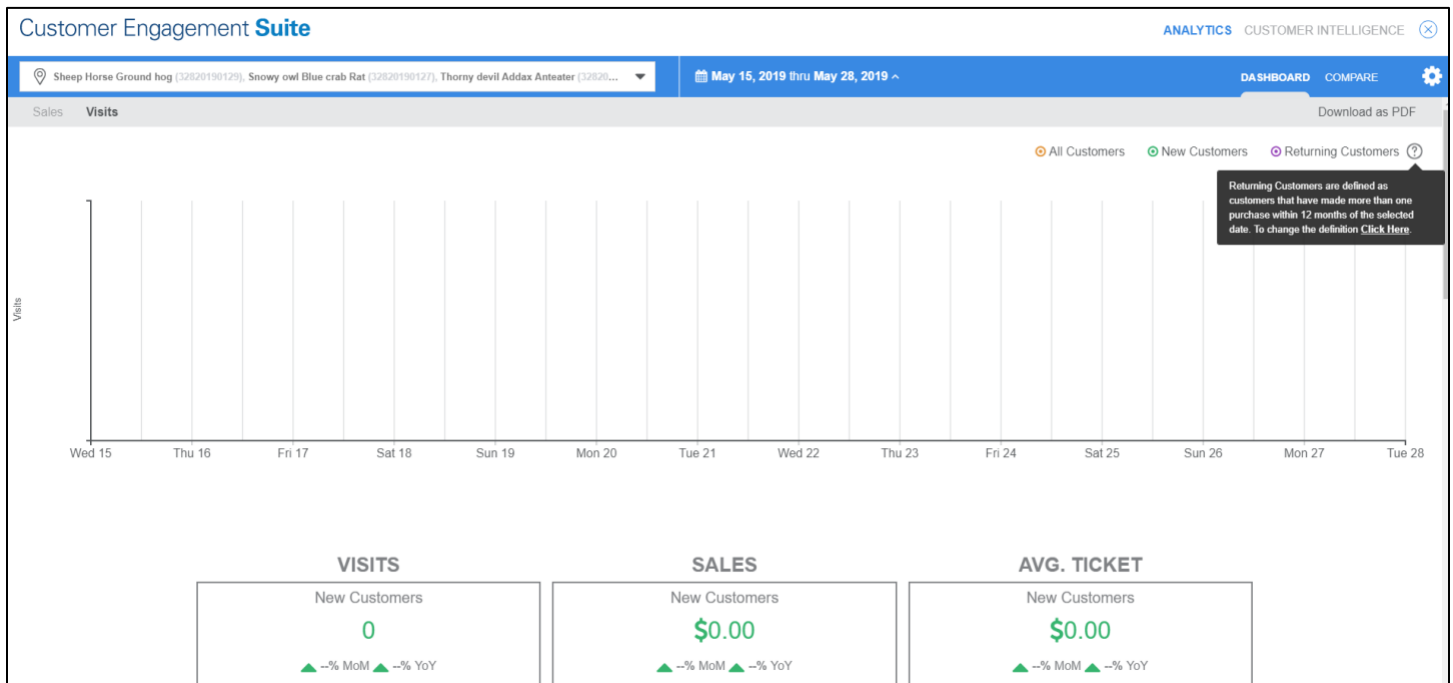 Customer Engagement Suite
ANALYTICS CUSTOMER INTELLIGENCE
Sheep Horse Ground hog (32820190129), Snowy owl Blue crab Rat (32820190127), Thorny devil Addax Anteater (32820...
May 15, 2019 thru May 28, 2019
DASHBOARD COMPARE
Sales Visits
Download as PDF
All Customers New Customers Returning Customers ?
Returning Customers are defined as
customers that have made more than one
purchase within 12 months of the selected
date. To change the definition Click Here.
Visits
Wed 15 Thu 16 Fri 17 Sat 18 Sun 19 Mon 20 Tue 21 Wed 22 Thu 23 Fri 24 Sat 25 Sun 26 Mon 27 Tue 28
VISITS SALES AVG. TICKET
New Customers New Customers New Customers
0 $0.00 $0.00
--% MoM --% YoY --% MoM --% YoY --% MoM --% YoY